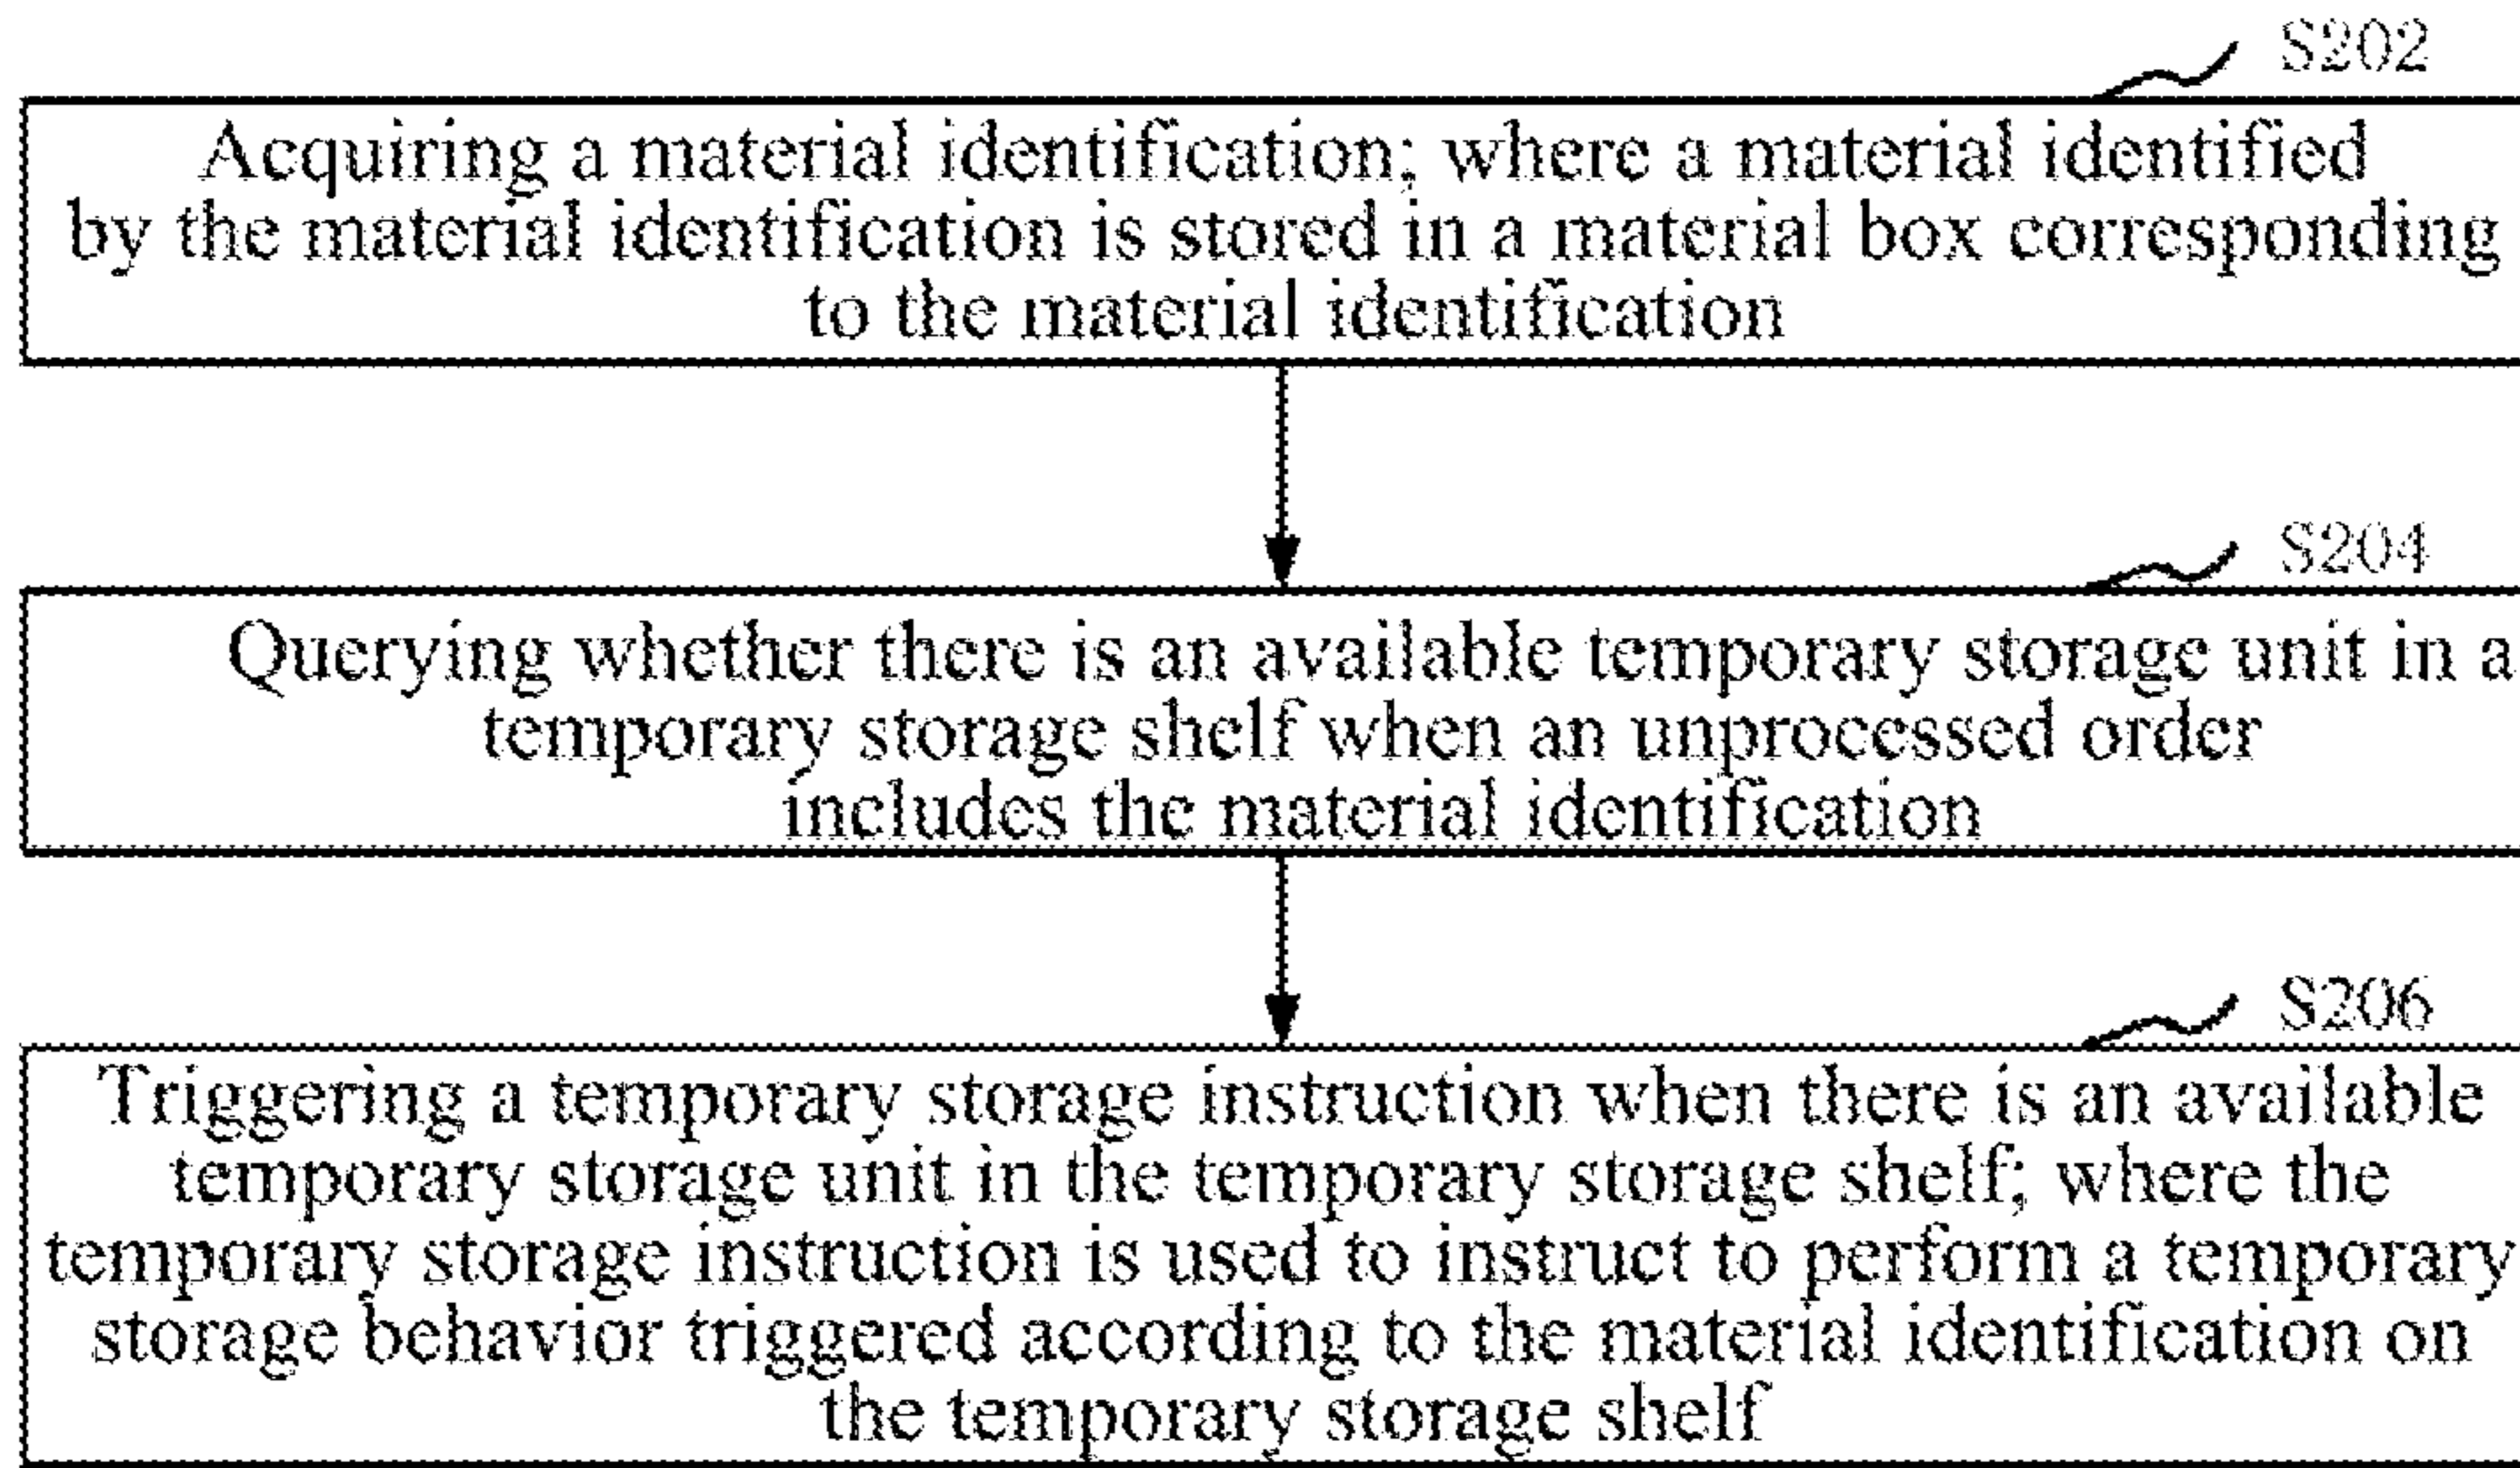 S202
Acquiring a material identification; where a material identified
by the material identification is stored in a material box corresponding
to the material identification
S204
Querying whether there is an available temporary storage unit in a
temporary storage shelf when an unprocessed order
includes the material identification
S206
Triggering a temporary storage instruction when there is an available
temporary storage unit in the temporary storage shelf; where the
temporary storage instruction is used to instruct to perform a temporary
storage behavior triggered according to the material identification on
the temporary storage shelf